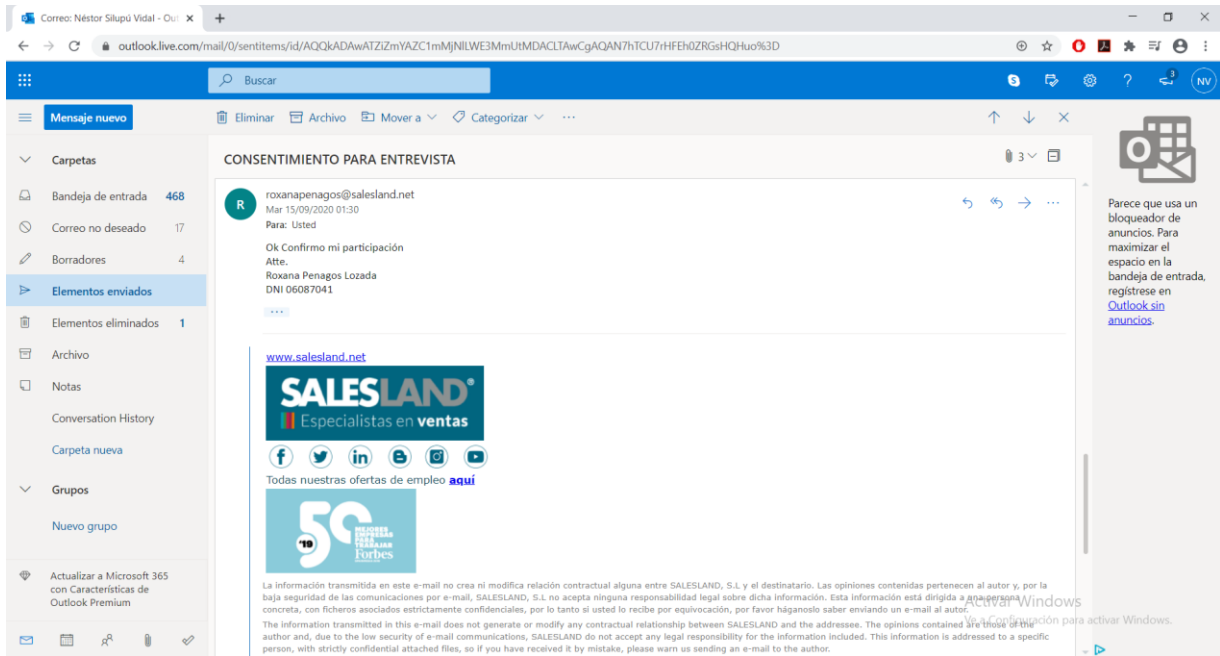 Correo: Néstor Silupú Vidal - Out
outlook.live.com/mail/0/sentitems/id/AQQkADAwATZiZmYAZC1mMjNlLWE3MmUtMDACLTAwCgAQAN7hTCU7rHFEh0ZRGsHQHuo%3D
Buscar
3
NV
Mensaje nuevo
Eliminar Archivo Mover a Categorizar ...
Carpetas
Bandeja de entrada 468
Correo no deseado 17
Borradores 4
Elementos enviados
Elementos eliminados 1
Archivo
Notas
Conversation History
Carpeta nueva
Grupos
Nuevo grupo
Actualizar a Microsoft 365
con Características de
Outlook Premium
CONSENTIMIENTO PARA ENTREVISTA
3
R
roxanapenagos@salesland.net
Mar 15/09/2020 01:30
Para: Usted
Ok Confirmo mi participación
Atte.
Roxana Penagos Lozada
DNI 06087041
...
www.salesland.net
SALESLAND®
Especialistas en ventas
Todas nuestras ofertas de empleo aquí
50
'19
MEJORES
EMPRESAS
PARA
TRABAJAR
Forbes
La información transmitida en este e-mail no crea ni modifica relación contractual alguna entre SALESLAND, S.L y el destinatario. Las opiniones contenidas pertenecen al autor y, por la
baja seguridad de las comunicaciones por e-mail, SALESLAND, S.L no acepta ninguna responsabilidad legal sobre dicha información. Esta información está dirigida a una persona
concreta, con ficheros asociados estrictamente confidenciales, por lo tanto si usted lo recibe por equivocación, por favor háganoslo saber enviando un e-mail al autor.
The information transmitted in this e-mail does not generate or modify any contractual relationship between SALESLAND and the addressee. The opinions contained are those of the
author and, due to the low security of e-mail communications, SALESLAND do not accept any legal responsibility for the information included. This information is addressed to a specific
person, with strictly confidential attached files, so if you have received it by mistake, please warn us sending an e-mail to the author.
Parece que usa un
bloqueador de
anuncios. Para
maximizar el
espacio en la
bandeja de entrada,
regístrese en
Outlook sin
anuncios.
Activar Windows
Ve a Configuración para activar Windows.